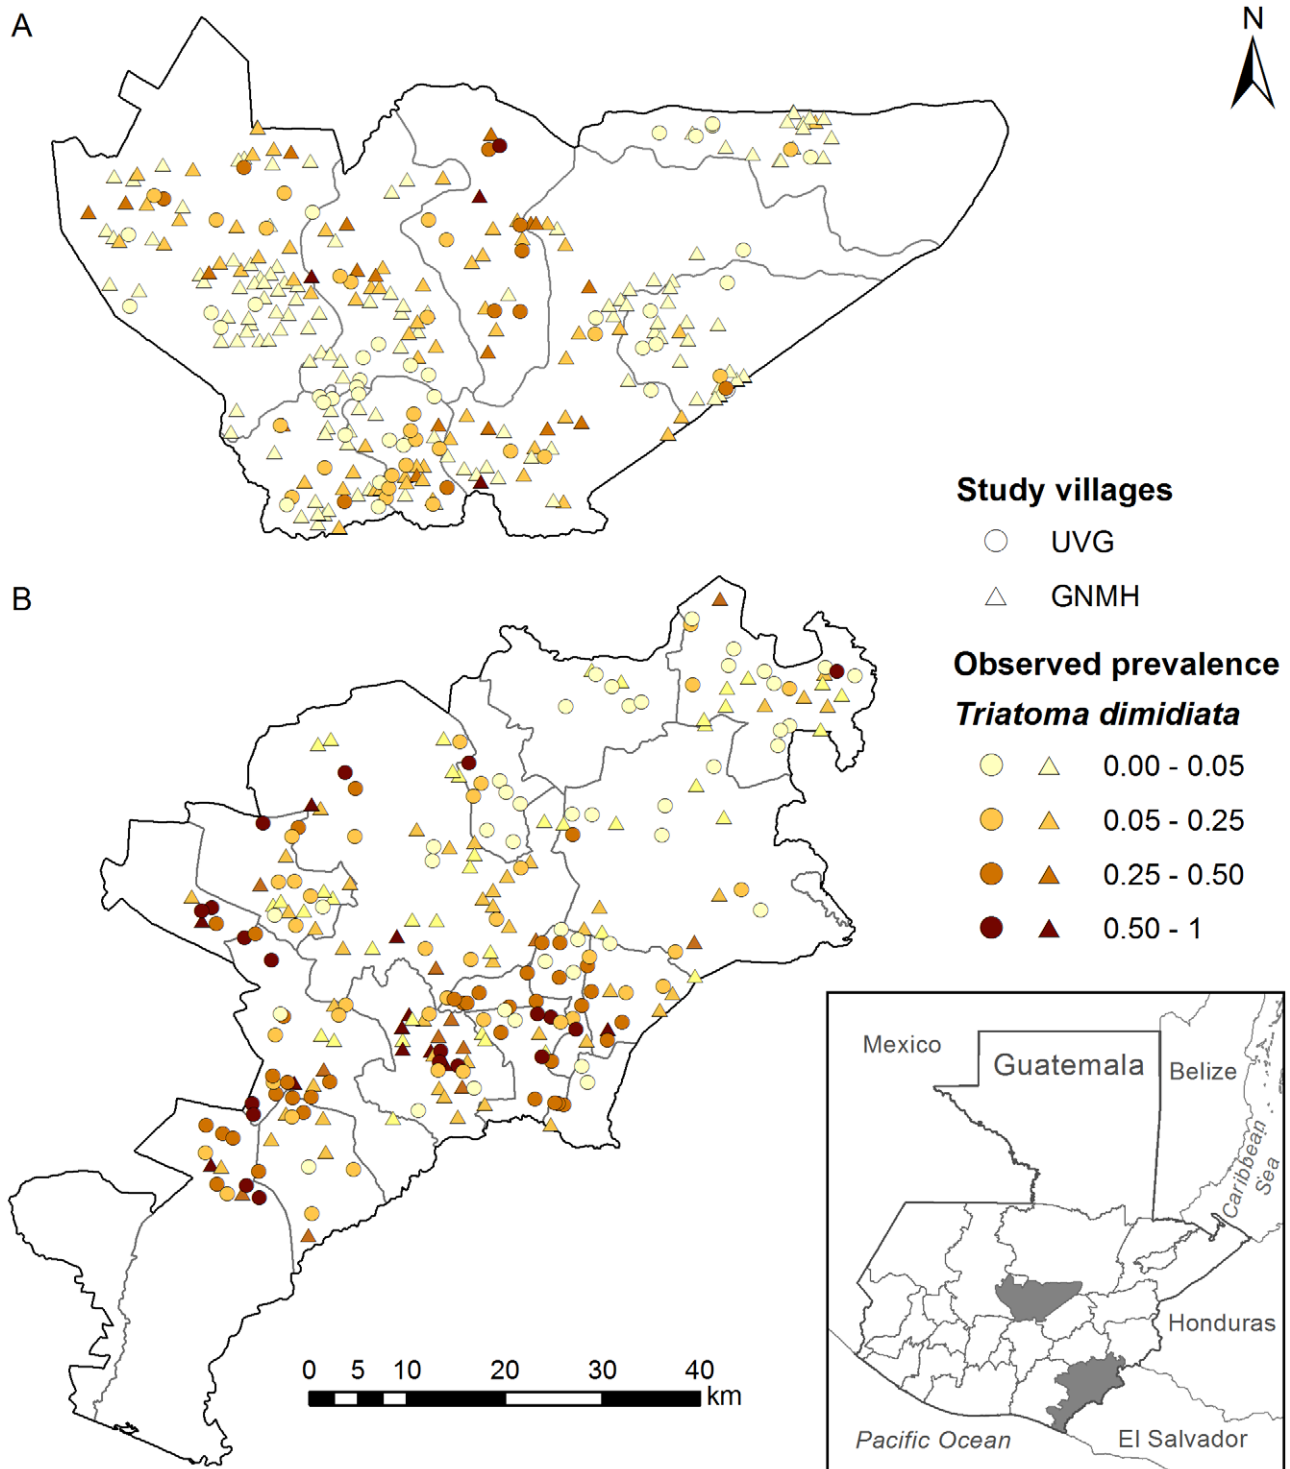 A
N
Study villages
UVG
GNMH
B
Observed prevalence
Triatoma dimidiata
0.00 - 0.05
0.05 - 0.25
0.25 - 0.50
0.50 - 1
Mexico
Guatemala
Belize
Caribbean
Sea
Honduras
El Salvador
Pacific Ocean
0 5 10 20 30 40
km